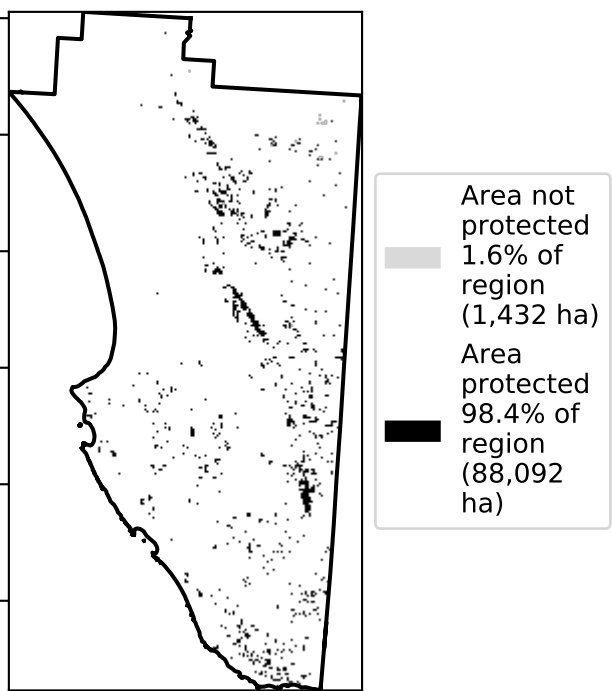 Area not
protected
1.6% of
region
(1,432 ha)
Area
protected
98.4% of
region
(88,092
ha)